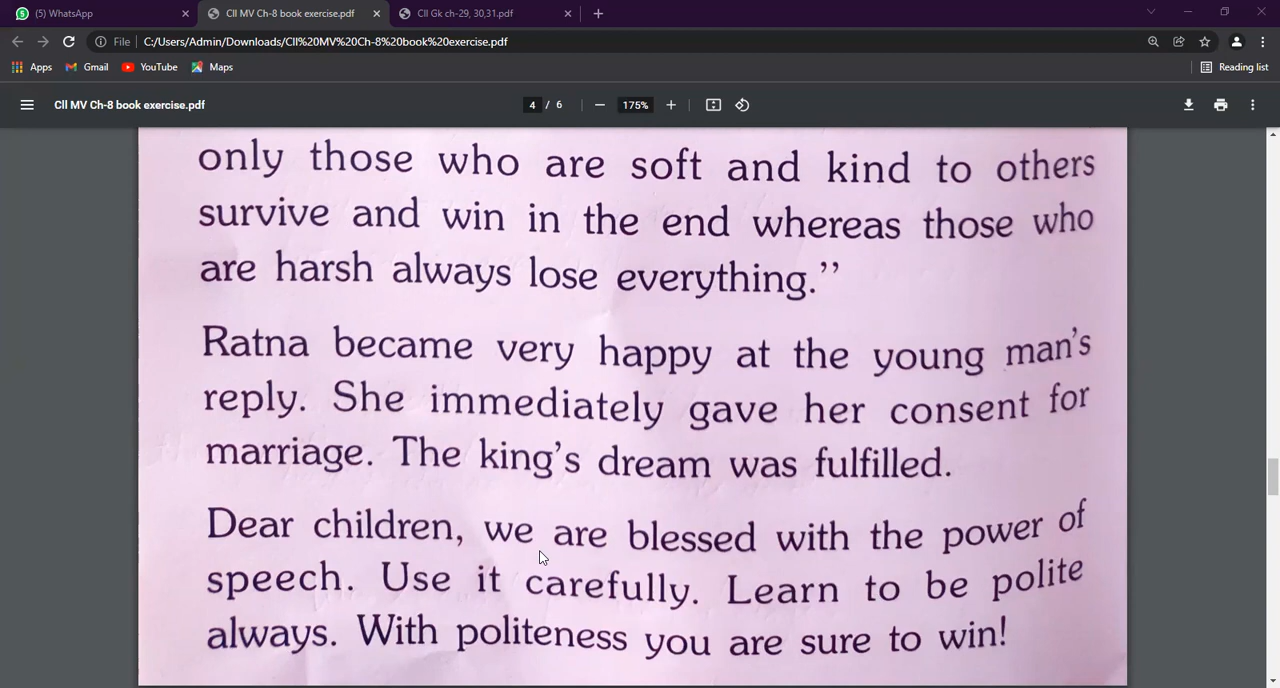 (5) WhatsApp
Cll MV Ch-8 book exercise.pdf
Cll Gk ch-29, 30,31.pdf
File C:/Users/Admin/Downloads/Cll%20MV%20Ch-8%20book%20exercise.pdf
Apps Gmail YouTube Maps Reading list
Cll MV Ch-8 book exercise.pdf 4 / 6 175%
only those who are soft and kind to others
survive and win in the end whereas those who
are harsh always lose everything.”
Ratna became very happy at the young man's
reply. She immediately gave her consent for
marriage. The king's dream was fulfilled.
Dear children, we are blessed with the power of
speech. Use it carefully. Learn to be polite
always. With politeness you are sure to win!